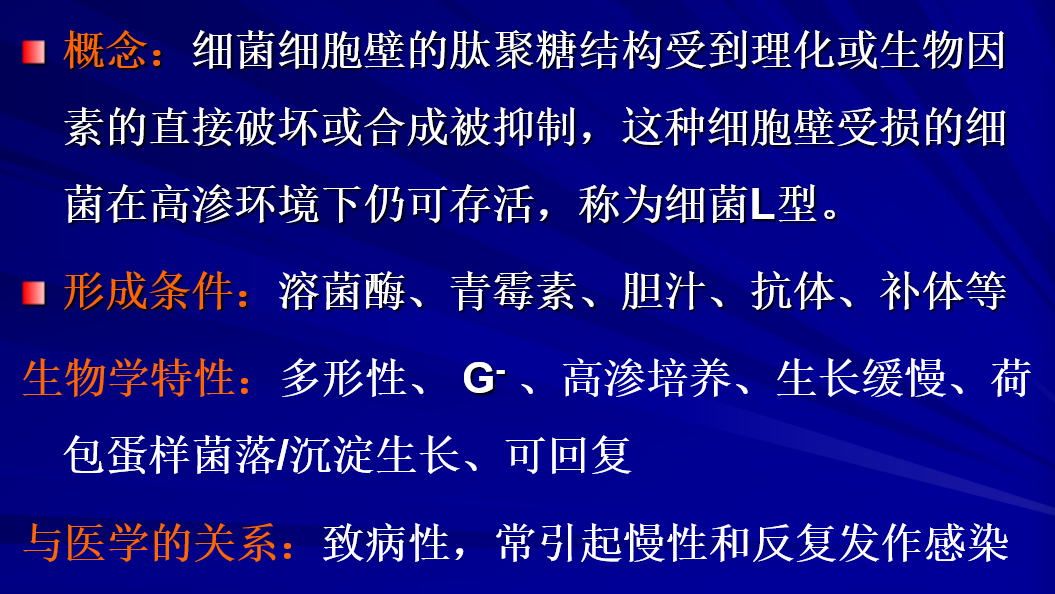 概念：细菌细胞壁的肽聚糖结构受到理化或生物因
素的直接破坏或合成被抑制，这种细胞壁受损的细
菌在高渗环境下仍可存活，称为细菌L型。
形成条件：溶菌酶、青霉素、胆汁、抗体、补体等
生物学特性：多形性、 G- 、高渗培养、生长缓慢、荷
包蛋样菌落/沉淀生长、可回复
与医学的关系：致病性，常引起慢性和反复发作感染